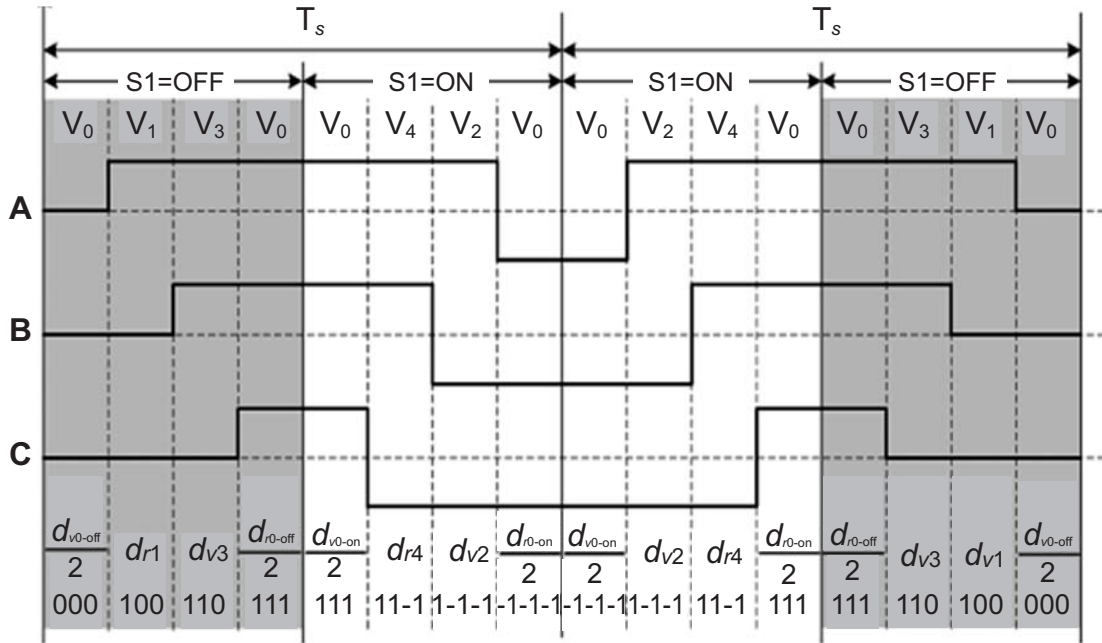 Ts Ts
S1=OFF S1=ON S1=ON S1=OFF
V0 V1 V3 V0 V0 V4 V2 V0 V0 V2 V4 V0 V0 V3 V1 V0
A
B
C
dv0-off dr0-off dv0-on dr0-on dv0-on dr0-on dr0-off dv0-off
dr1 dv3 dr4 dv2 dv2 dr4 dv3 dv1
2 2 2 2 2 2 2 2
000 100 110 111 111 11-1 1-1-1 -1-1-1 -1-1-1 1-1-1 11-1 111 111 110 100 000